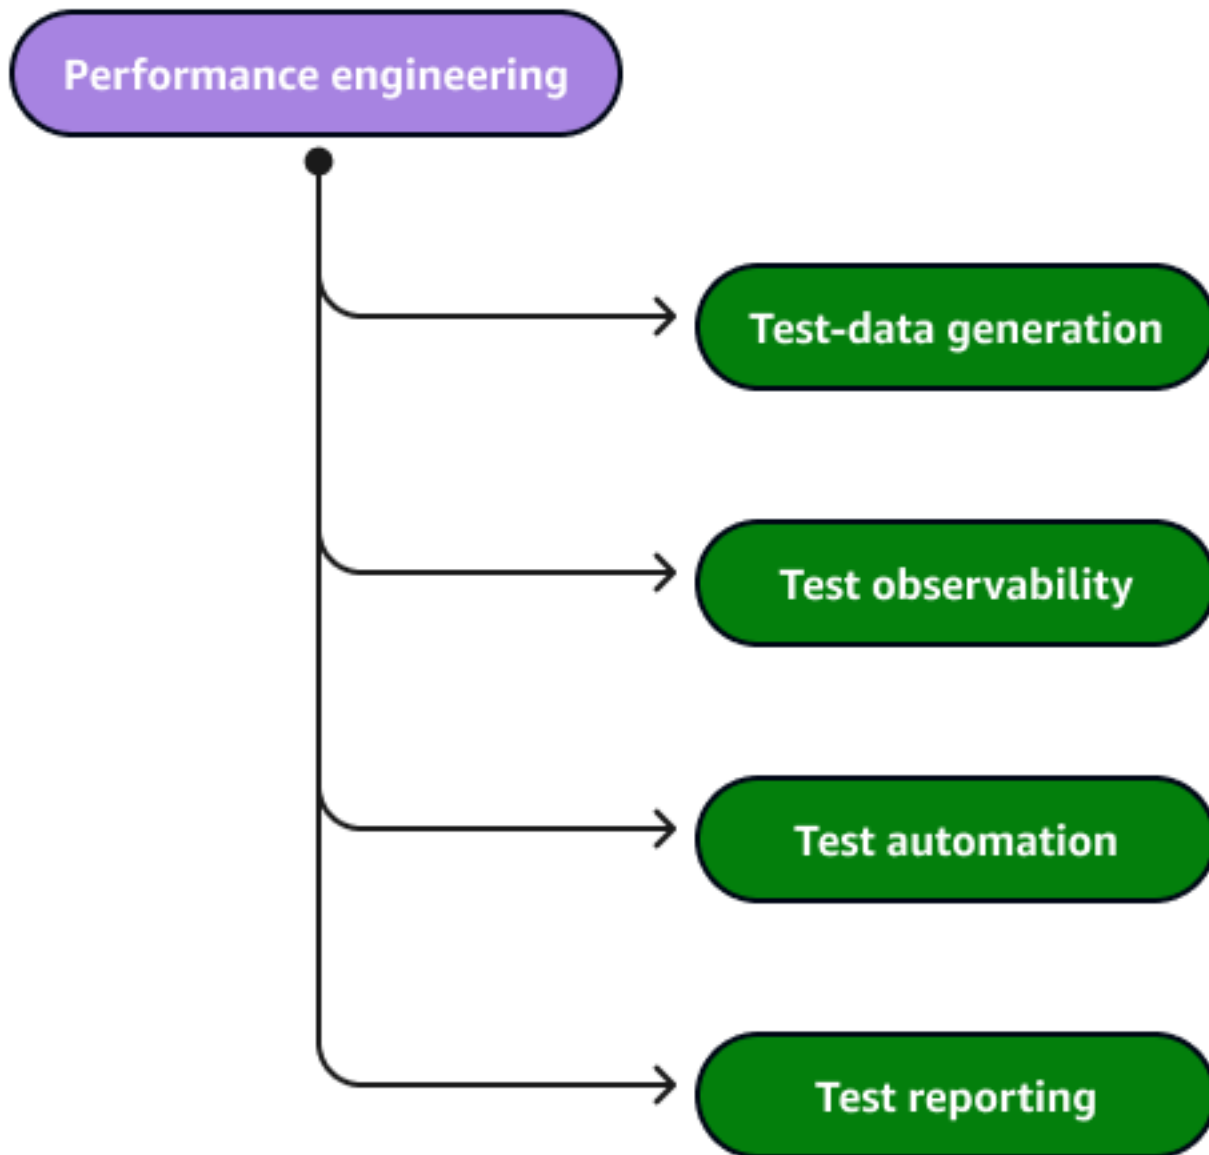 Performance engineering
Test-data generation
Test observability
Test automation
Test reporting